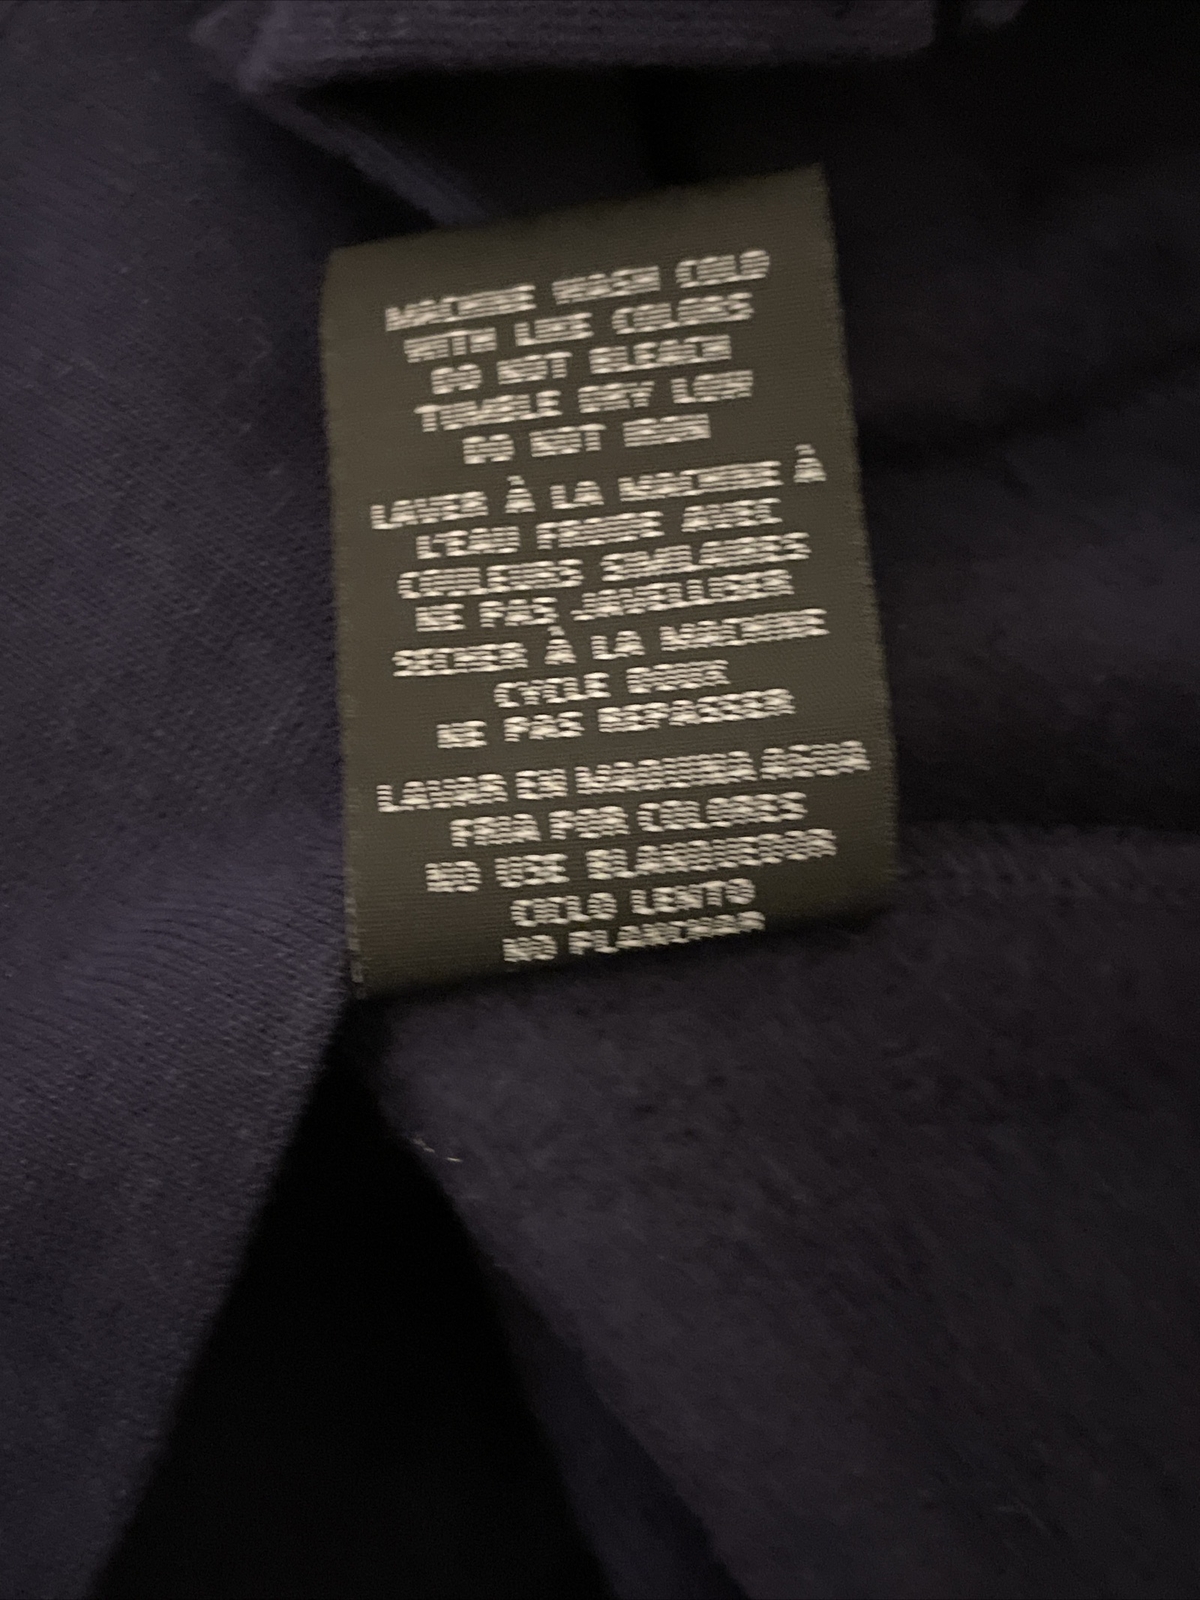 MACHINE WASH COLD
WITH LIKE COLORS
DO NOT BLEACH
TUMBLE DRY LOW
DO NOT IRON
LAVER À LA MACHINE À
L'EAU FROIDE AVEC
COULEURS SIMILAIRES
NE PAS JAVELLISER
SECHER À LA MACHINE
CYCLE DOUX
NE PAS REPASSER
LAVAR EN MAQUINA AGUA
FRIA POR COLORES
NO USE BLANQUEDOR
CICLO LENTO
NO PLANCHAR